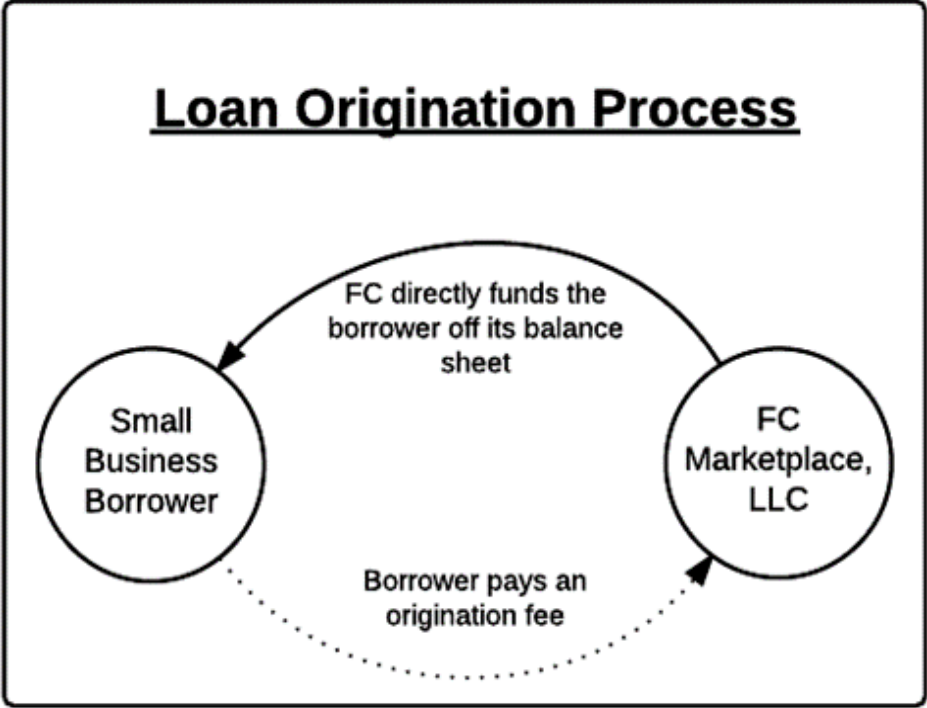 Loan Origination Process
FC directly funds the
borrower off its balance
sheet
Small
Business
Borrower
FC
Marketplace,
LLC
Borrower pays an
origination fee